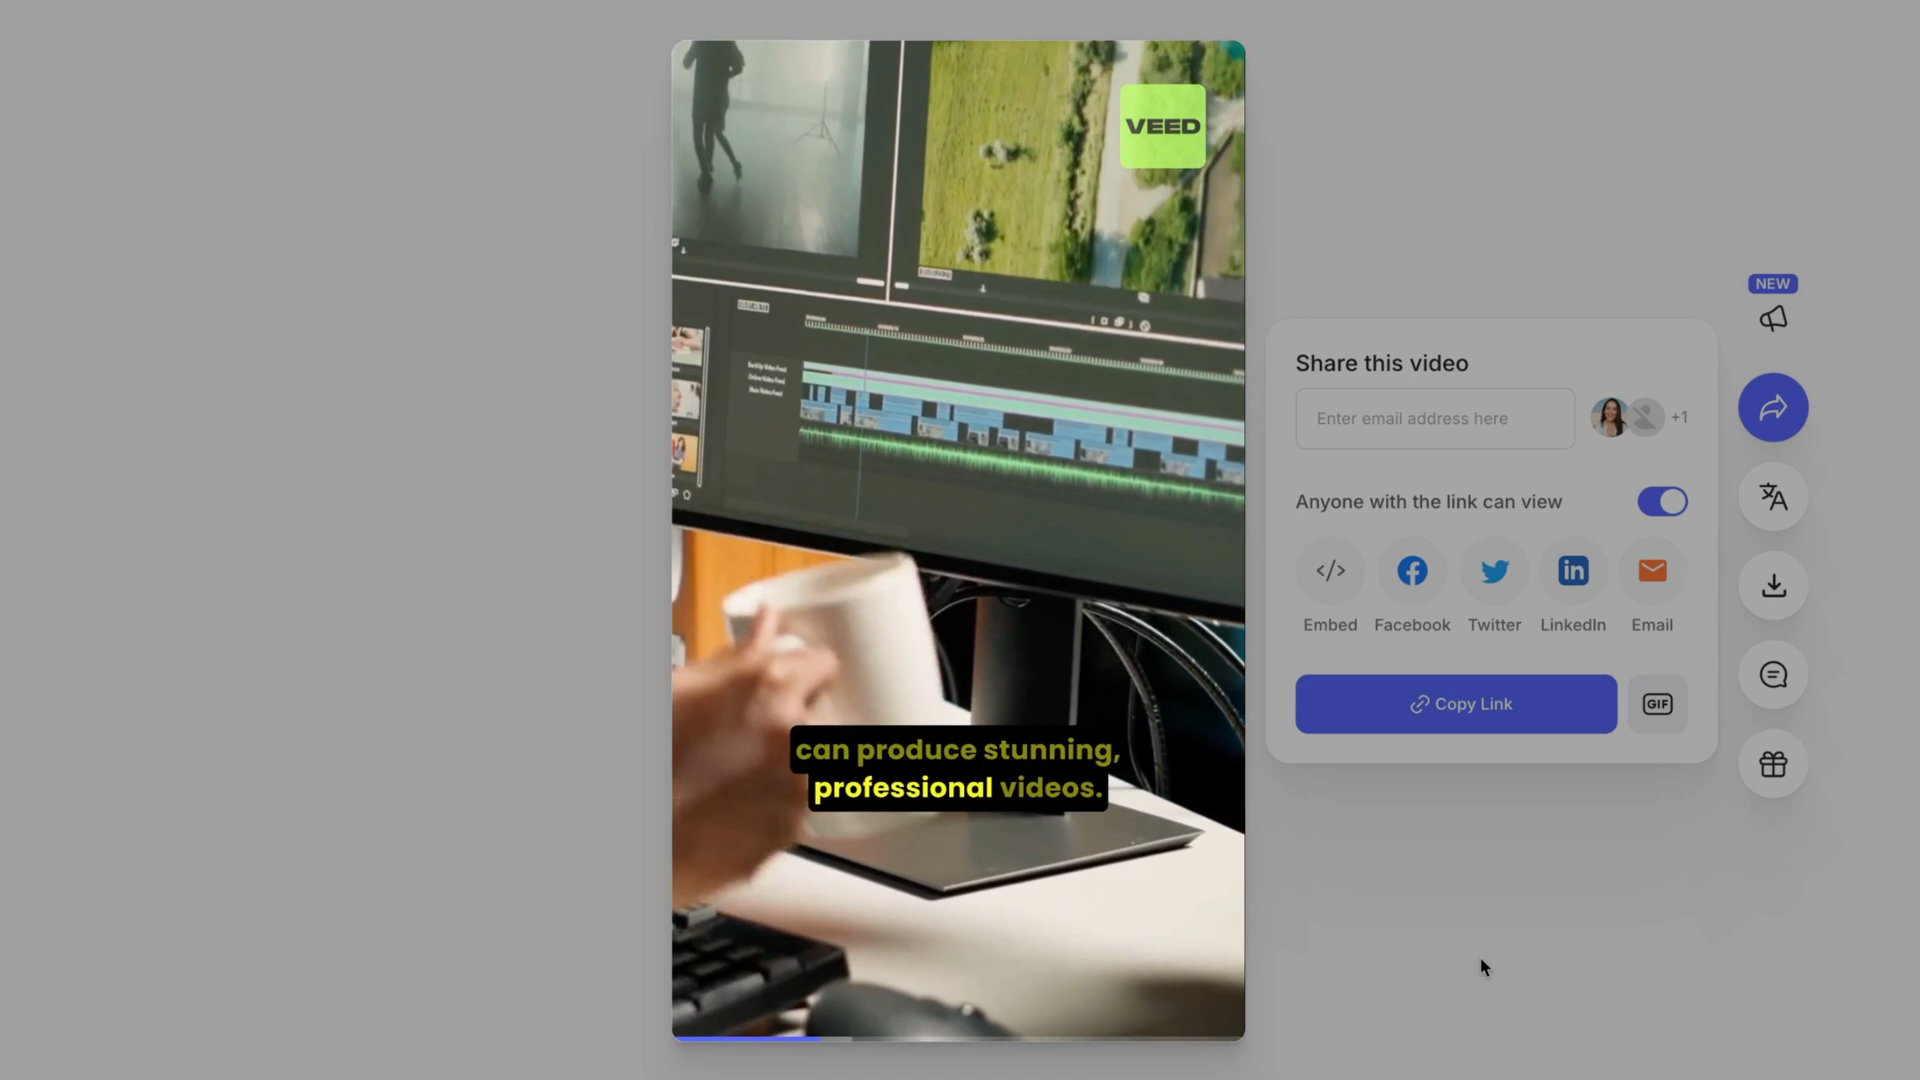 VEED
can produce stunning,
professional videos.
NEW
Share this video
Enter email address here
+1
Anyone with the link can view
</>
Embed
Facebook
Twitter
LinkedIn
Email
Copy Link
GIF